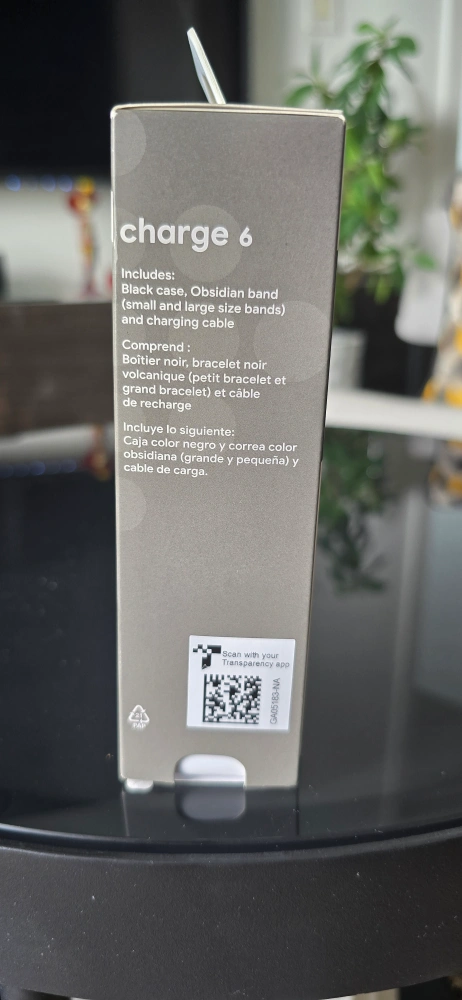 charge 6
Includes:
Black case, Obsidian band
(small and large size bands)
and charging cable
Comprend :
Boîtier noir, bracelet noir
volcanique (petit bracelet et
grand bracelet) et câble
de recharge
Incluye lo siguiente:
Caja color negro y correa color
obsidiana (grande y pequeña) y
cable de carga.
Scan with your
Transparency app
GA05183-NA
21
PAP